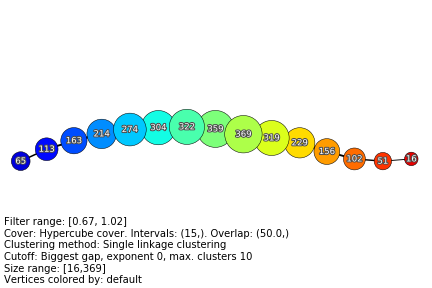 65 113 163 214 274 304 322 359 369 319 229 156 102 51 16
Filter range: [0.67, 1.02]
Cover: Hypercube cover. Intervals: (15,). Overlap: (50.0,)
Clustering method: Single linkage clustering
Cutoff: Biggest gap, exponent 0, max. clusters 10
Size range: [16,369]
Vertices colored by: default